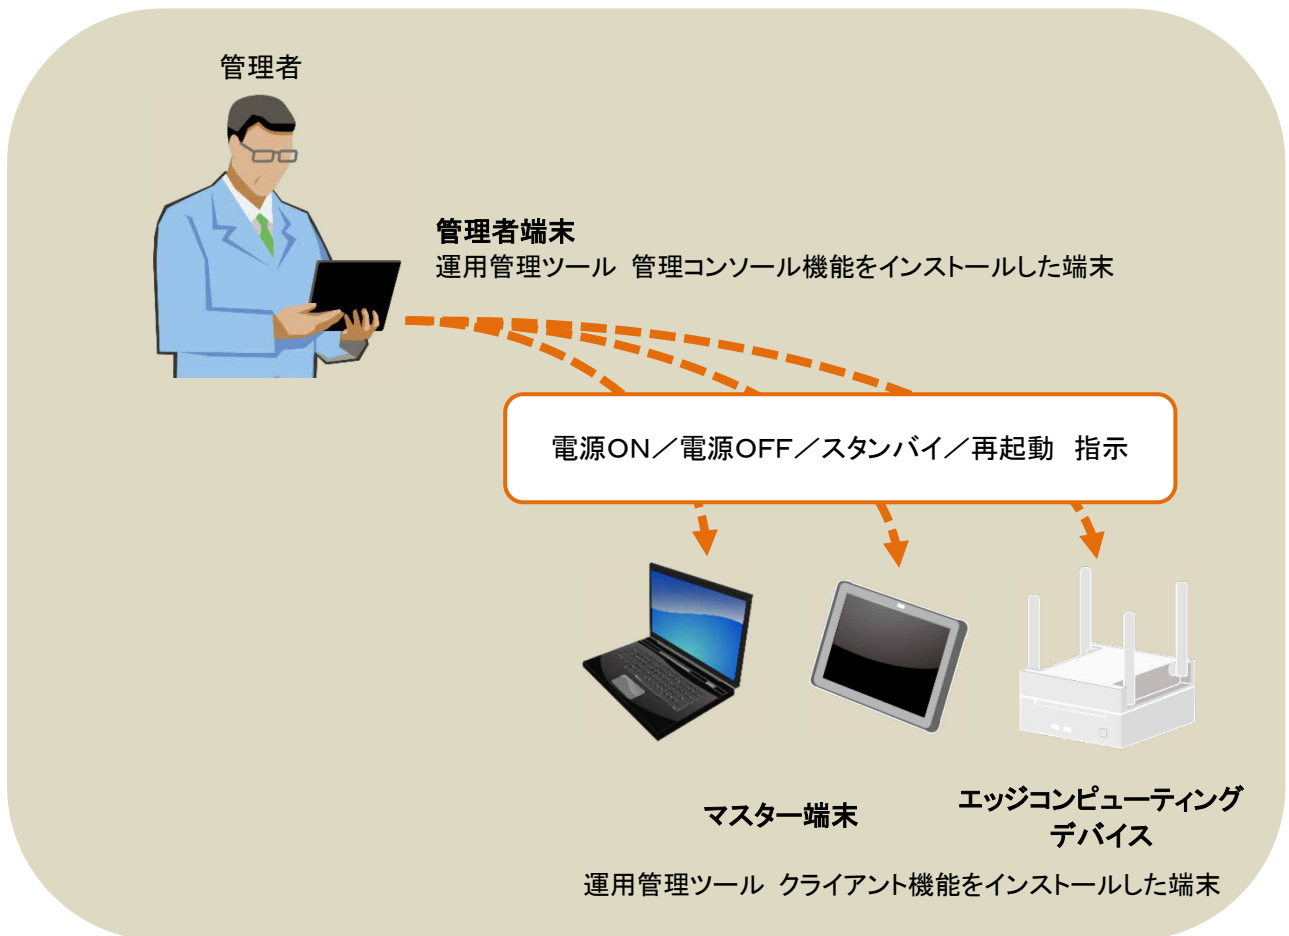 管理者
管理者端末
運用管理ツール 管理コンソール機能をインストールした端末
電源ON／電源OFF／スタンバイ／再起動　指示
マスター端末
エッジコンピューティング
デバイス
運用管理ツール クライアント機能をインストールした端末